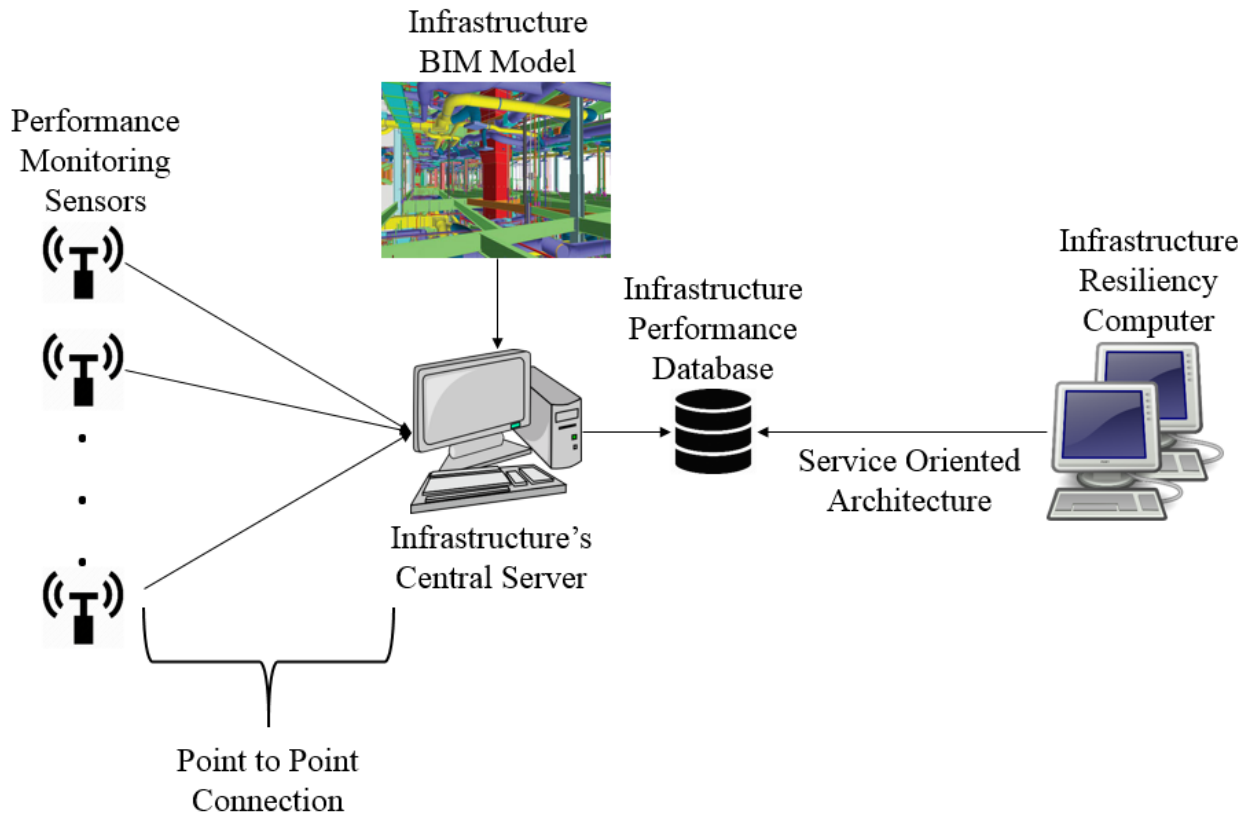 Infrastructure
BIM Model
Performance
Monitoring
Sensors
Infrastructure
Performance
Database
Infrastructure
Resiliency
Computer
Service Oriented
Architecture
Infrastructure’s
Central Server
Point to Point
Connection